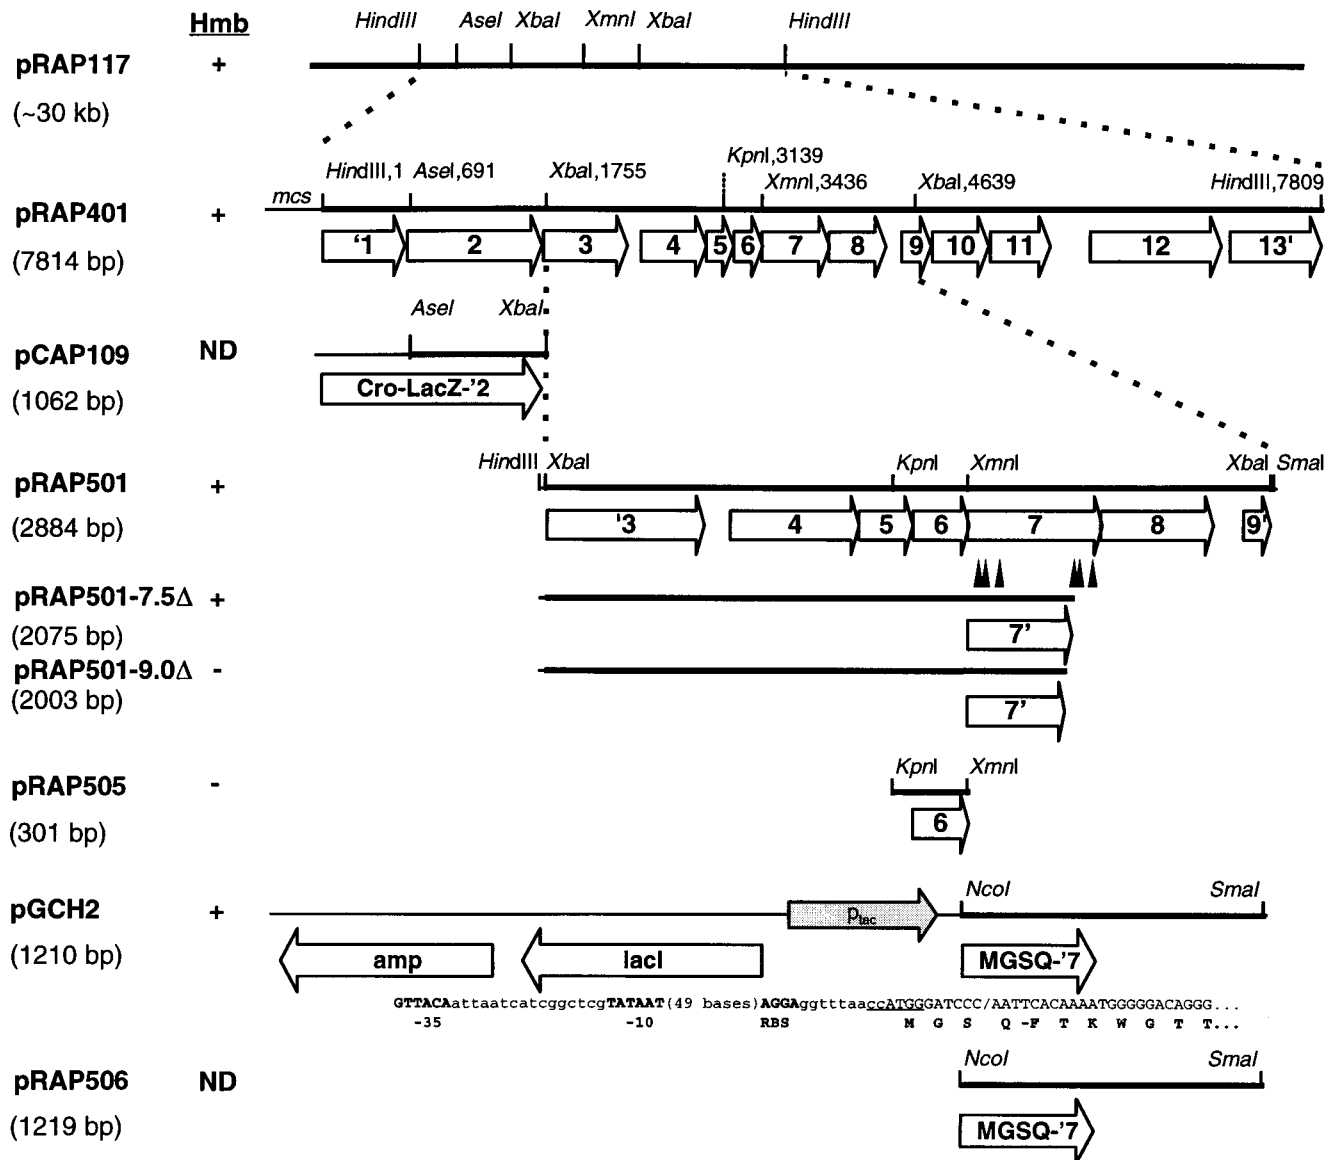 Hmb
HindIII AseI XbaI XmnI XbaI HindIII
pRAP117 +
(~30 kb)
KpnI,3139
HindIII,1 AseI,691 XbaI,1755 XmnI,3436 XbaI,4639 HindIII,7809
mcs
pRAP401 +
'1 2 3 4 5 6 7 8 9 10 11 12 13'
(7814 bp)
AseI XbaI
pCAP109 ND
Cro-LacZ-'2
(1062 bp)
HindIII XbaI KpnI XmnI XbaI SmaI
pRAP501 +
(2884 bp)
'3 4 5 6 7 8 9'
pRAP501-7.5Δ +
(2075 bp)
7'
pRAP501-9.0Δ -
(2003 bp)
7'
KpnI XmnI
pRAP505 -
(301 bp)
6
NcoI SmaI
pGCH2 +
plac
(1210 bp)
amp lacI MGSQ-'7
GTTACAattaatcatcggctcgTATAAT(49 bases)AGGAggtttaaccATGGGATCCC/AATTCACAAAATGGGGGACAGGG...
-35 -10 RBS M G S Q -F T K W G T T...
NcoI SmaI
pRAP506 ND
(1219 bp)
MGSQ-'7